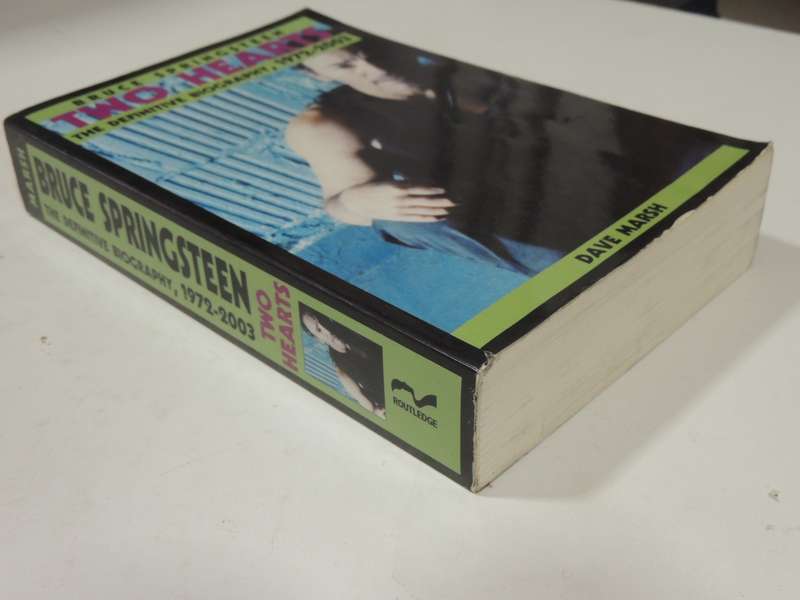 BRUCE SPRINGSTEEN
TWO HEARTS
THE DEFINITIVE BIOGRAPHY, 1972-2003
DAVE MARSH
MARSH
BRUCE SPRINGSTEEN
THE DEFINITIVE BIOGRAPHY, 1972-2003
TWO
HEARTS
ROUTLEDGE